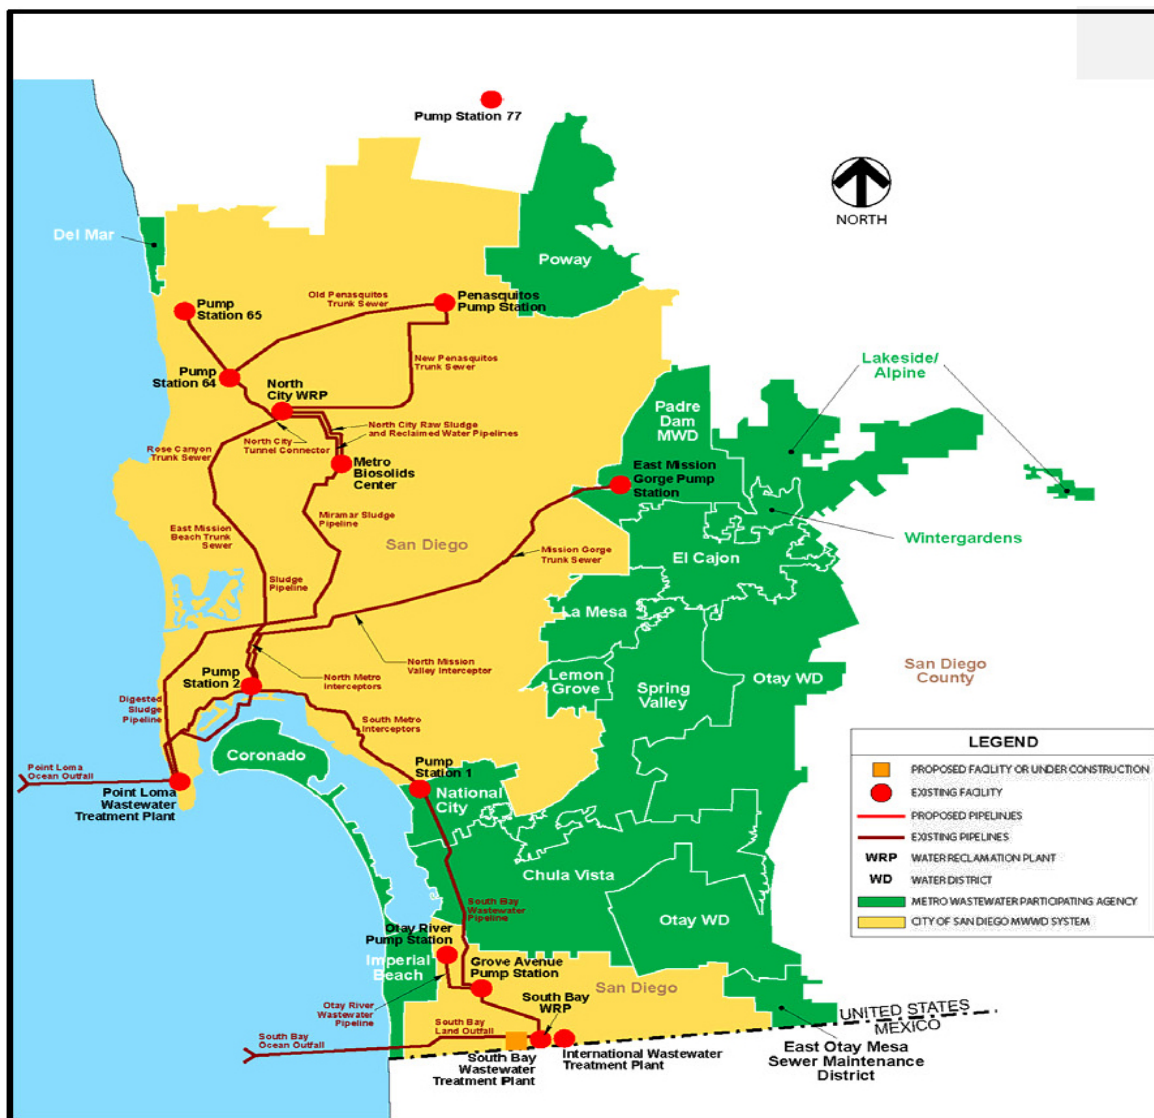 Pump Station 77
NORTH
Del Mar
Poway
Pump
Station 65
Old Penasquitos
Trunk Sewer
Penasquitos
Pump Station
New Penasquitos
Trunk Sewer
Pump
Station 64
North
City WRP
Lakeside/
Alpine
Padre
Dam
MWD
North City Raw Sludge
and Reclaimed Water Pipelines
Rose Canyon
Trunk Sewer
North City
Tunnel Connector
Metro
Biosolids
Center
East Mission
Gorge Pump
Station
Miramar Sludge
Pipeline
East Mission
Beach Trunk
Sewer
San Diego
Mission Gorge
Trunk Sewer
Wintergardens
El Cajon
Sludge
Pipeline
La Mesa
North Mission
Valley Interceptor
Pump
Station 2
North Metro
Interceptors
Lemon
Grove
Spring
Valley
Otay WD
San Diego
County
Digested
Sludge
Pipeline
South Metro
Interceptors
Coronado
Point Loma
Ocean Outfall
Point Loma
Wastewater
Treatment Plant
Pump
Station 1
National
City
LEGEND
PROPOSED FACILITY OR UNDER CONSTRUCTION
EXISTING FACILITY
PROPOSED PIPELINJES
EXISTING PIPELINES
WRP WATER RECLAMATION PLANT
WD WATER DISTRICT
METRO WASTEWATER PARTICIPATING AGENCY
CITY OF SAN DIEGO MWWD SYSTEM
Chula Vista
South Bay
Wastewater
Pipeline
Otay WD
Otay River
Pump Station
Imperial
Beach
Grove Avenue
Pump Station
San Diego
Otay River
Wastewater
Pipeline
South Bay
WRP
South Bay
Land Outfall
South Bay
Ocean Outfall
UNITED STATES
MEXICO
South Bay
Wastewater
Treatment Plant
International Wastewater
Treatment Plant
East Otay Mesa
Sewer Maintenance
District